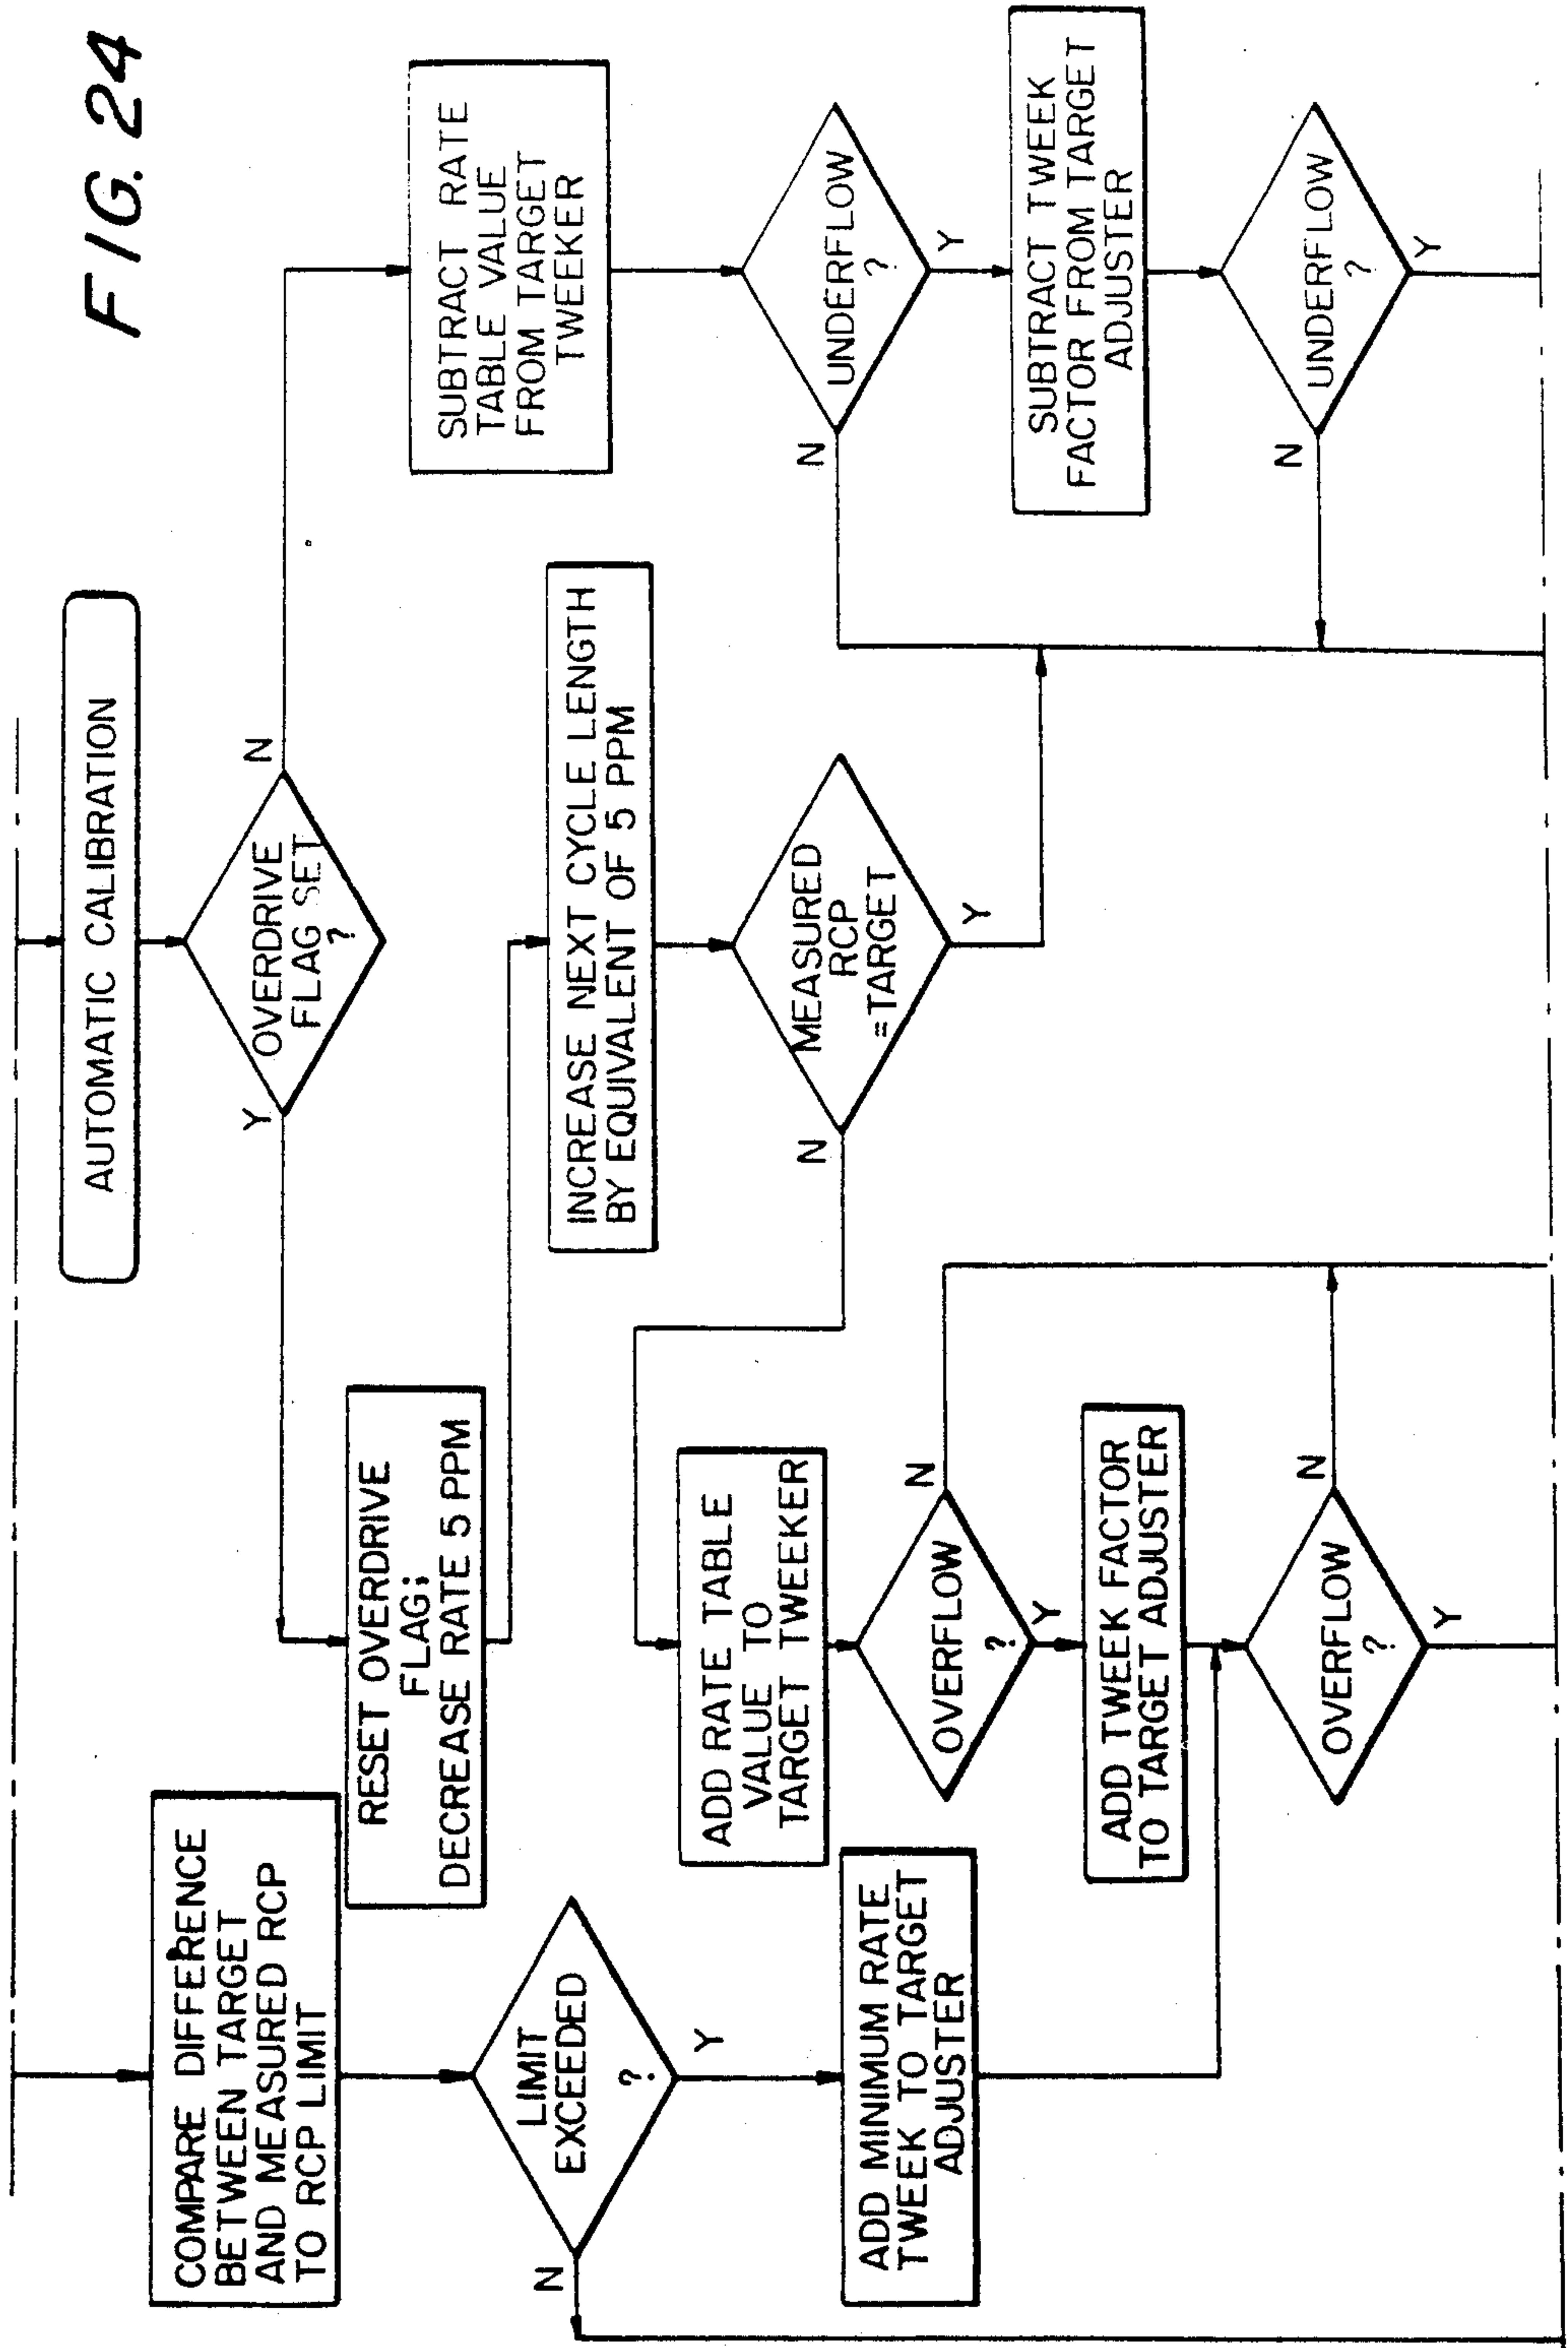 FIG. 24
AUTOMATIC CALIBRATION
OVERDRIVE
FLAG SET
?
Y
N
COMPARE DIFFERENCE
BETWEEN TARGET
AND MEASURED RCP
TO RCP LIMIT
LIMIT
EXCEEDED
?
N
Y
ADD MINIMUM RATE
TWEEK TO TARGET
ADJUSTER
RESET OVERDRIVE
FLAG;
DECREASE RATE 5 PPM
INCREASE NEXT CYCLE LENGTH
BY EQUIVALENT OF 5 PPM
MEASURED
RCP
=TARGET
N
Y
ADD RATE TABLE
VALUE TO
TARGET TWEEKER
OVERFLOW
?
N
Y
ADD TWEEK FACTOR
TO TARGET ADJUSTER
OVERFLOW
?
N
Y
SUBTRACT RATE
TABLE VALUE
FROM TARGET
TWEEKER
UNDERFLOW
?
N
Y
SUBTRACT TWEEK
FACTOR FROM TARGET
ADJUSTER
UNDERFLOW
?
N
Y